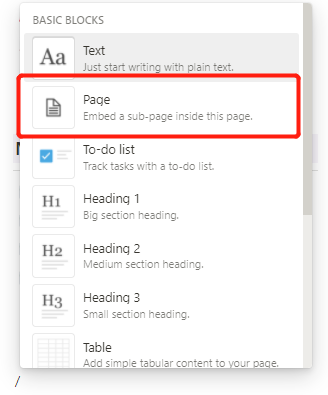 BASIC BLOCKS
Aa
Text
Just start writing with plain text.
Page
Embed a sub-page inside this page.
To-do list
Track tasks with a to-do list.
H1
Heading 1
Big section heading.
H2
Heading 2
Medium section heading.
H3
Heading 3
Small section heading.
Table
Add simple tabular content to your page.
/